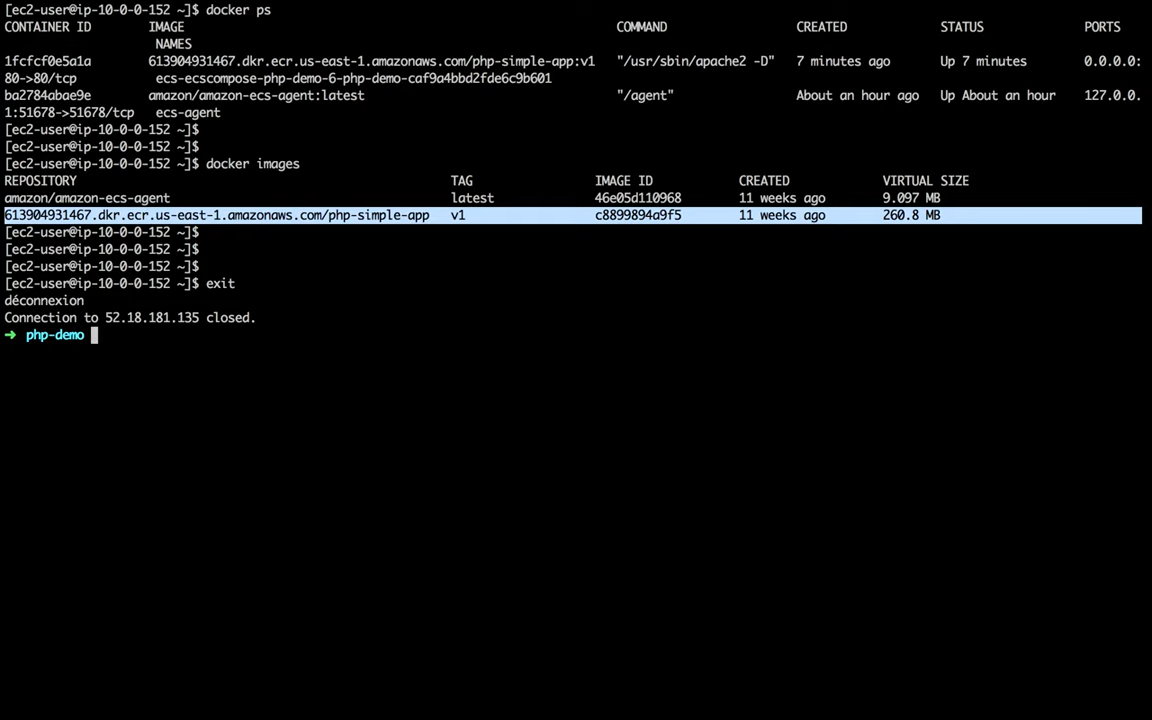 [ec2-user@ip-10-0-0-152 ~]$ docker ps
CONTAINER ID IMAGE COMMAND CREATED STATUS PORTS
NAMES
1fcfcf0e5a1a 613904931467.dkr.ecr.us-east-1.amazonaws.com/php-simple-app:v1 "/usr/sbin/apache2 -D" 7 minutes ago Up 7 minutes 0.0.0.0:
80->80/tcp ecs-ecscompose-php-demo-6-php-demo-caf9a4bbd2fde6c9b601
ba2784abae9e amazon/amazon-ecs-agent:latest "/agent" About an hour ago Up About an hour 127.0.0.
1:51678->51678/tcp ecs-agent
[ec2-user@ip-10-0-0-152 ~]$
[ec2-user@ip-10-0-0-152 ~]$
[ec2-user@ip-10-0-0-152 ~]$ docker images
REPOSITORY TAG IMAGE ID CREATED VIRTUAL SIZE
amazon/amazon-ecs-agent latest 46e05d110968 11 weeks ago 9.097 MB
613904931467.dkr.ecr.us-east-1.amazonaws.com/php-simple-app v1 c8899894a9f5 11 weeks ago 260.8 MB
[ec2-user@ip-10-0-0-152 ~]$
[ec2-user@ip-10-0-0-152 ~]$
[ec2-user@ip-10-0-0-152 ~]$
[ec2-user@ip-10-0-0-152 ~]$ exit
déconnexion
Connection to 52.18.181.135 closed.
➜ php-demo